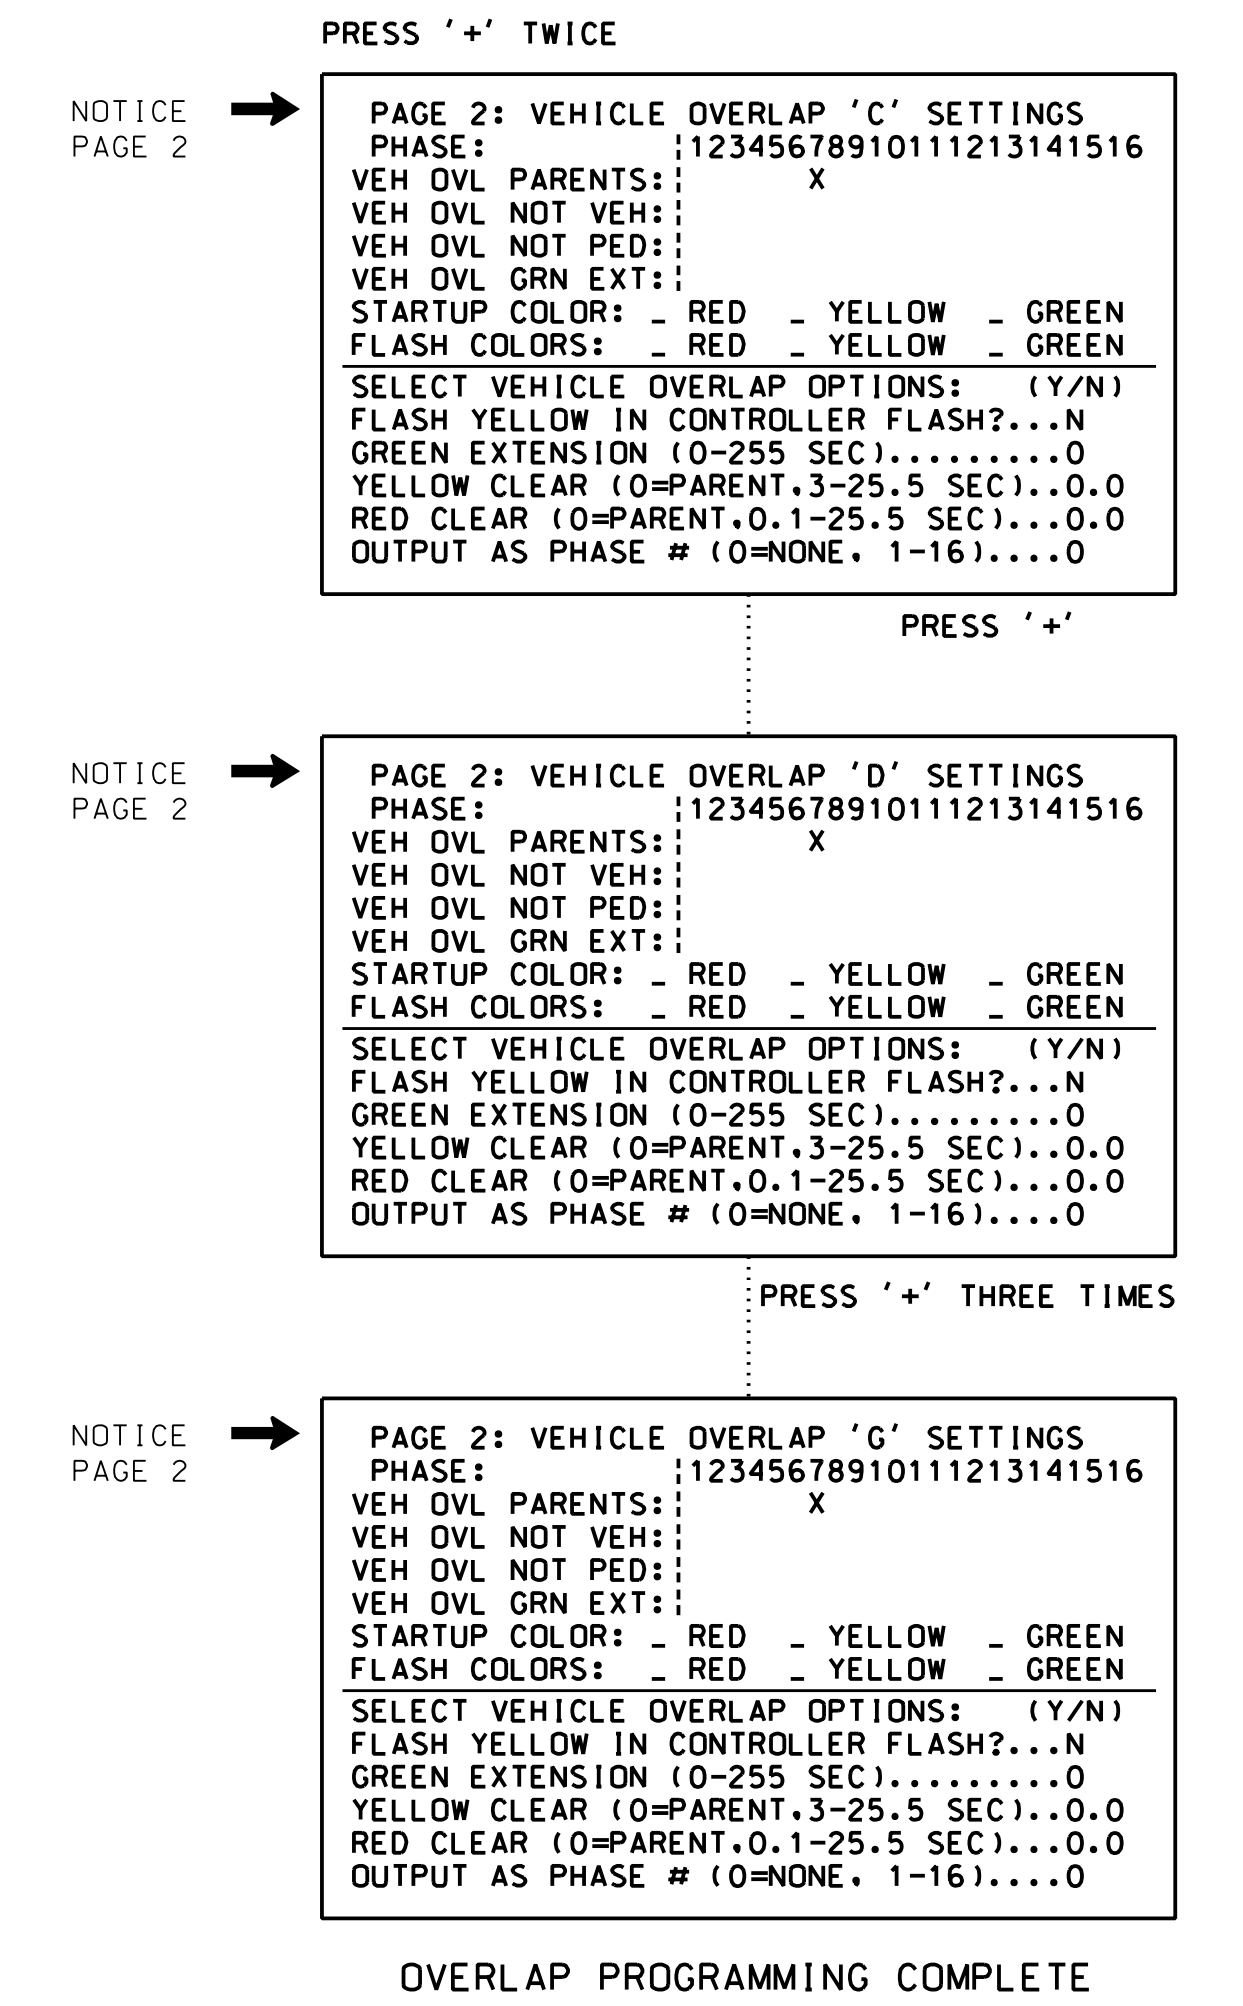 PRESS '+' TWICE
NOTICE
PAGE 2
PAGE 2: VEHICLE OVERLAP 'C' SETTINGS
PHASE: ¦12345678910111213141516
VEH OVL PARENTS:¦ X
VEH OVL NOT VEH:¦
VEH OVL NOT PED:¦
VEH OVL GRN EXT:¦
STARTUP COLOR: _ RED _ YELLOW _ GREEN
FLASH COLORS: _ RED _ YELLOW _ GREEN
SELECT VEHICLE OVERLAP OPTIONS: (Y/N)
FLASH YELLOW IN CONTROLLER FLASH?...N
GREEN EXTENSION (0-255 SEC).........0
YELLOW CLEAR (0=PARENT,3-25.5 SEC)..0.0
RED CLEAR (0=PARENT,0.1-25.5 SEC)...0.0
OUTPUT AS PHASE # (0=NONE, 1-16)....0
PRESS '+'
NOTICE
PAGE 2
PAGE 2: VEHICLE OVERLAP 'D' SETTINGS
PHASE: ¦12345678910111213141516
VEH OVL PARENTS:¦ X
VEH OVL NOT VEH:¦
VEH OVL NOT PED:¦
VEH OVL GRN EXT:¦
STARTUP COLOR: _ RED _ YELLOW _ GREEN
FLASH COLORS: _ RED _ YELLOW _ GREEN
SELECT VEHICLE OVERLAP OPTIONS: (Y/N)
FLASH YELLOW IN CONTROLLER FLASH?...N
GREEN EXTENSION (0-255 SEC).........0
YELLOW CLEAR (0=PARENT,3-25.5 SEC)..0.0
RED CLEAR (0=PARENT,0.1-25.5 SEC)...0.0
OUTPUT AS PHASE # (0=NONE, 1-16)....0
PRESS '+' THREE TIMES
NOTICE
PAGE 2
PAGE 2: VEHICLE OVERLAP 'G' SETTINGS
PHASE: ¦12345678910111213141516
VEH OVL PARENTS:¦ X
VEH OVL NOT VEH:¦
VEH OVL NOT PED:¦
VEH OVL GRN EXT:¦
STARTUP COLOR: _ RED _ YELLOW _ GREEN
FLASH COLORS: _ RED _ YELLOW _ GREEN
SELECT VEHICLE OVERLAP OPTIONS: (Y/N)
FLASH YELLOW IN CONTROLLER FLASH?...N
GREEN EXTENSION (0-255 SEC).........0
YELLOW CLEAR (0=PARENT,3-25.5 SEC)..0.0
RED CLEAR (0=PARENT,0.1-25.5 SEC)...0.0
OUTPUT AS PHASE # (0=NONE, 1-16)....0
OVERLAP PROGRAMMING COMPLETE